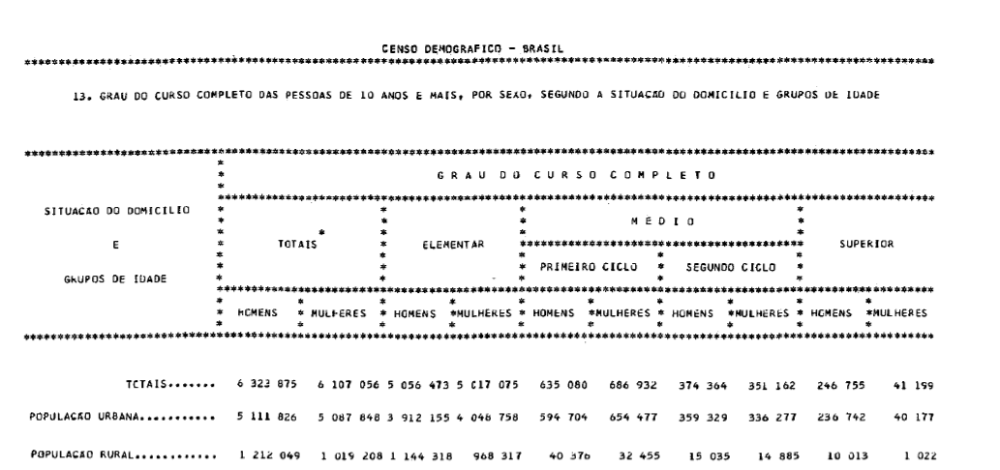 CENSO DEMOGRAFICO - BRASIL
13. GRAU DO CURSO COMPLETO DAS PESSOAS DE 10 ANOS E MAIS, POR SEXO, SEGUNDO A SITUACAO DO DOMICILIO E GRUPOS DE IDADE
GRAU DO CURSO COMPLETO
SITUACAO DO DOMICILIO
E
GRUPOS DE IDADE
TOTAIS *
ELEMENTAR
MEDIO
SUPERIOR
PRIMEIRO CICLO * SEGUNDO CICLO
HOMENS * MULHERES * HOMENS *MULHERES * HOMENS *MULHERES * HOMENS *MULHERES * HOMENS *MULHERES
TOTAIS....... 6 323 875 6 107 056 5 056 473 5 017 075 635 080 686 932 374 364 351 162 246 755 41 199
POPULACAO URBANA........... 5 111 826 5 087 848 3 912 155 4 048 758 594 704 654 477 359 329 336 277 236 742 40 177
POPULACAO RURAL............ 1 212 049 1 019 208 1 144 318 968 317 40 376 32 455 15 035 14 885 10 013 1 022